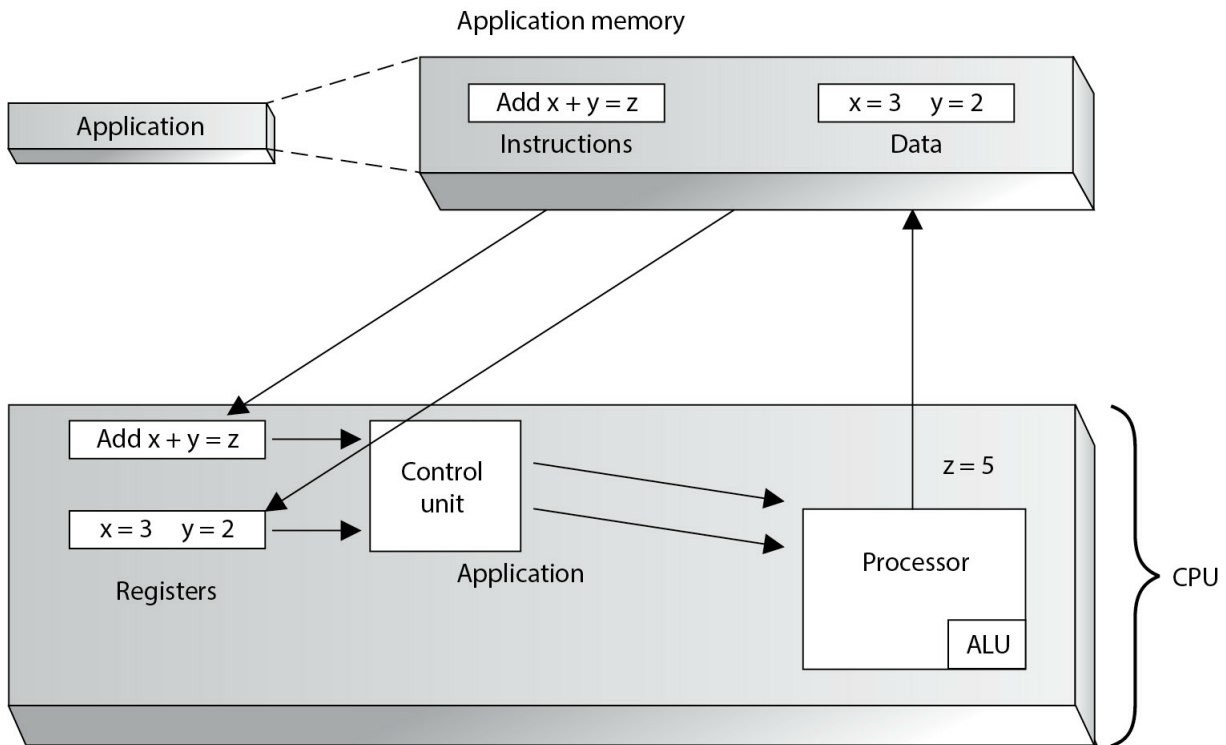 Application memory
Application
Add x + y = z
Instructions
x = 3 y = 2
Data
Add x + y = z
x = 3 y = 2
Registers
Control
unit
Application
z = 5
Processor
ALU
CPU